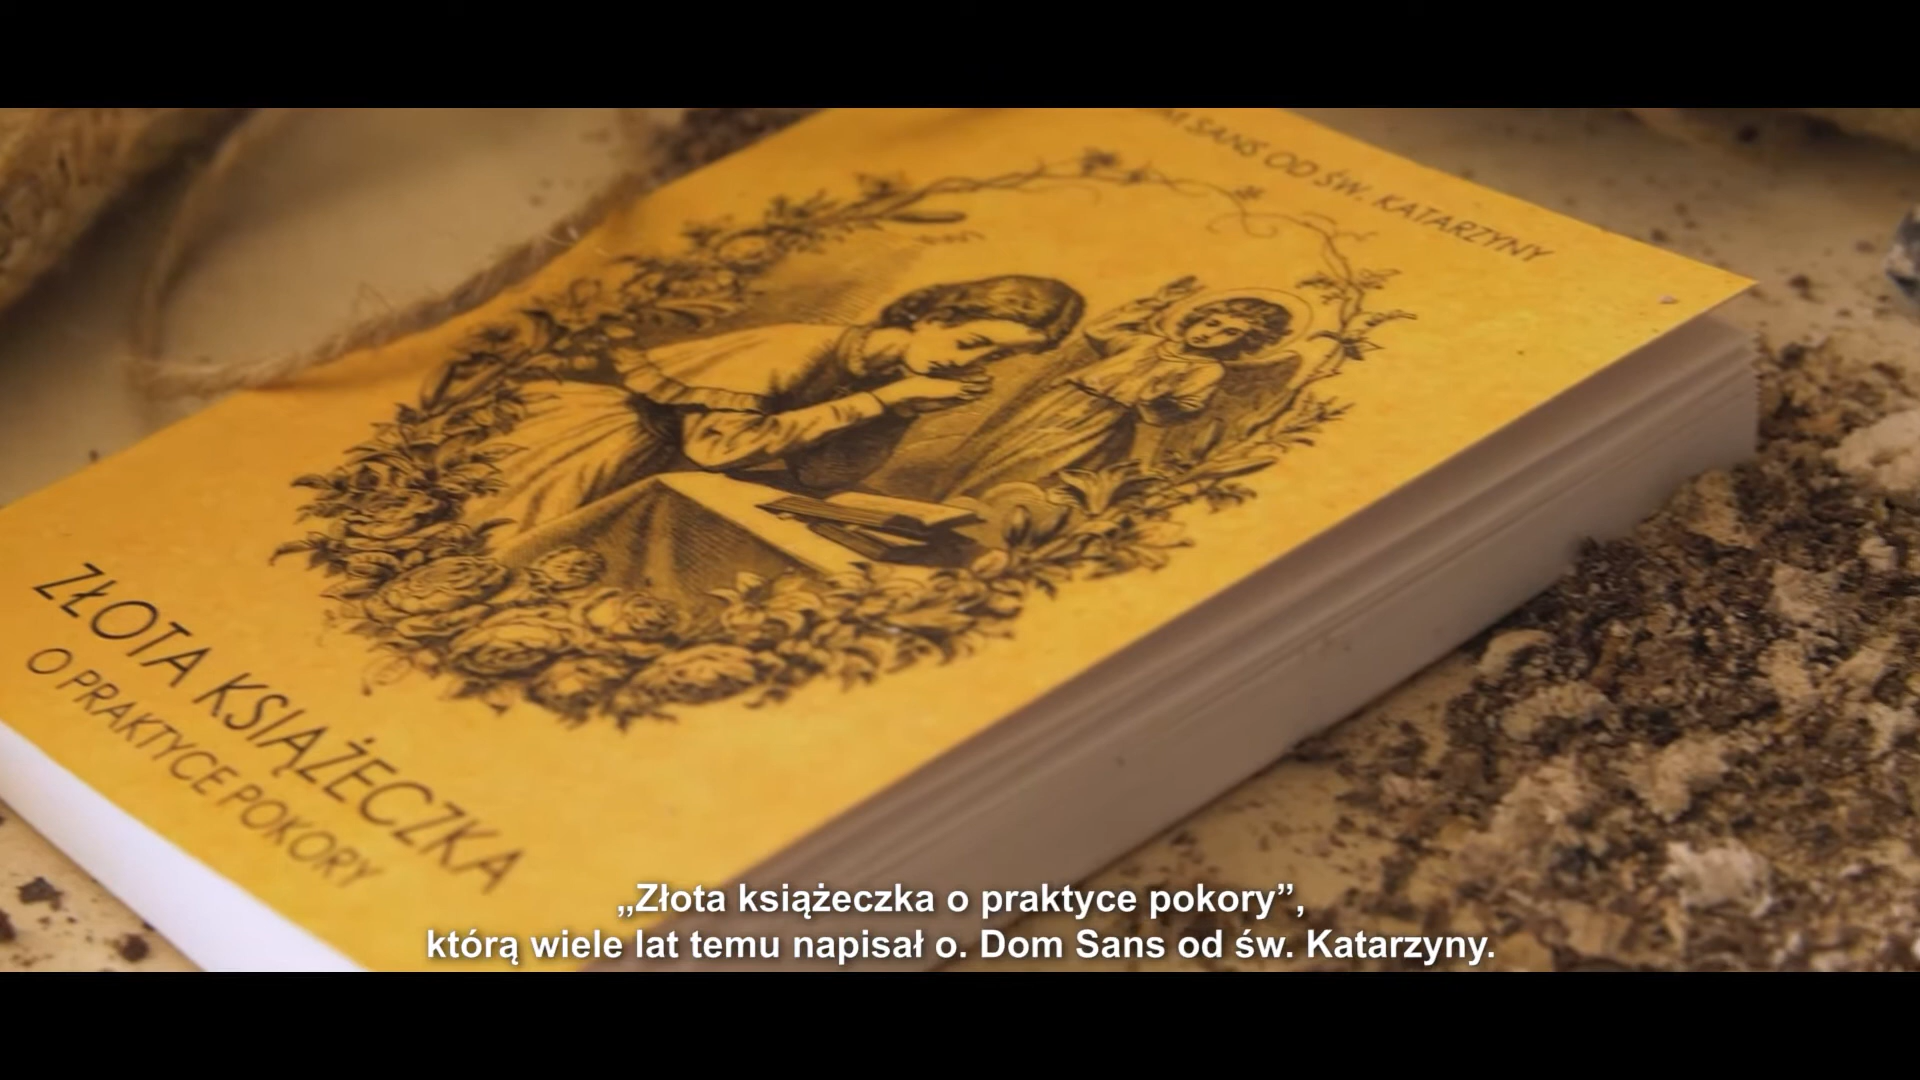 SANS OD ŚW. KATARZYNY
ZŁOTA KSIĄŻECZKA
O PRAKTYCE POKORY
„Złota książeczka o praktyce pokory”,
którą wiele lat temu napisał o. Dom Sans od św. Katarzyny.